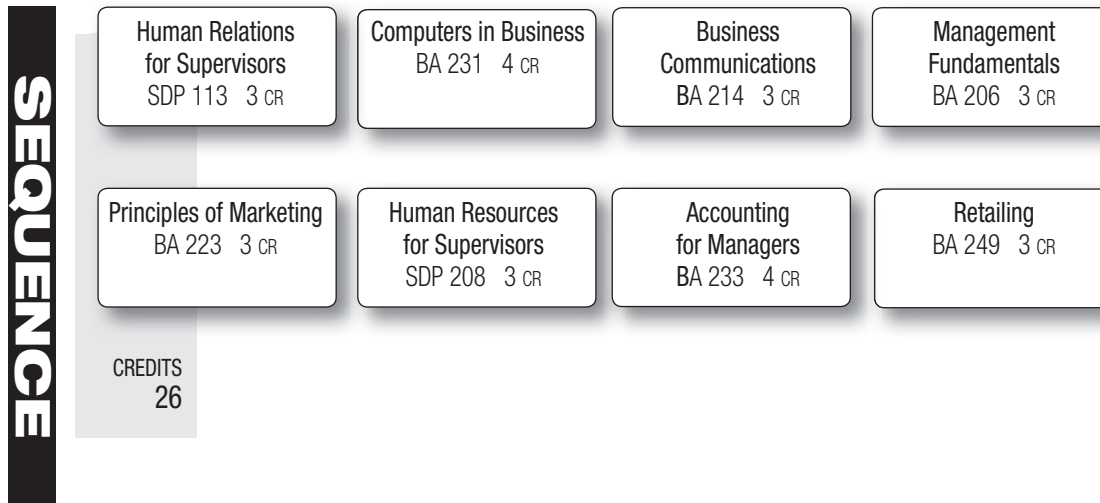 SEQUENCE
Human Relations
for Supervisors
SDP 113 3 CR
Computers in Business
BA 231 4 CR
Business
Communications
BA 214 3 CR
Management
Fundamentals
BA 206 3 CR
Principles of Marketing
BA 223 3 CR
Human Resources
for Supervisors
SDP 208 3 CR
Accounting
for Managers
BA 233 4 CR
Retailing
BA 249 3 CR
CREDITS
26